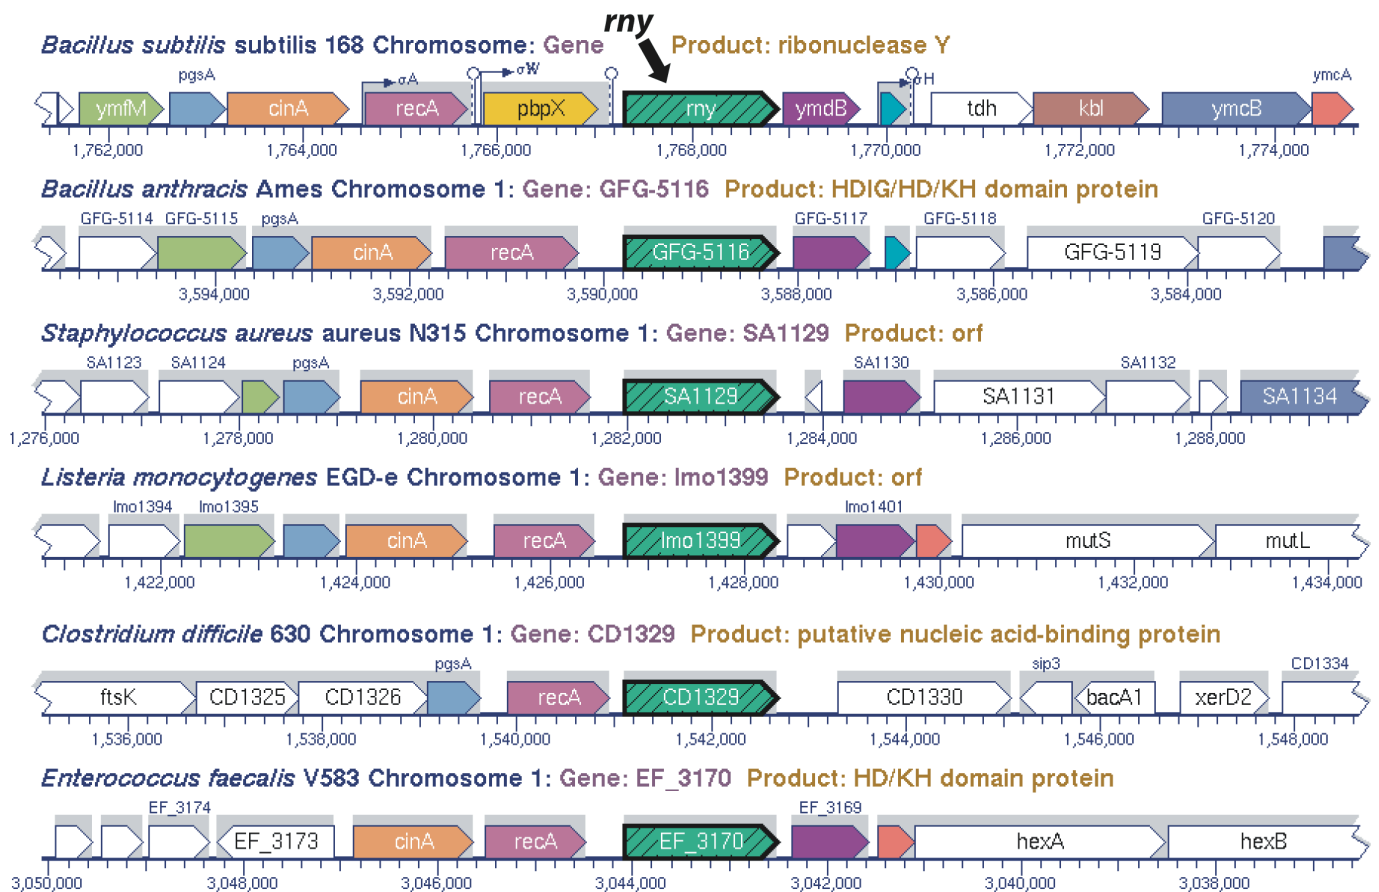 rny
Bacillus subtilis subtilis 168 Chromosome: Gene Product: ribonuclease Y
pgsA σA σW σH ymcA
ymfM cinA recA pbpX rny ymdB tdh kbl ymcB
1,762,000 1,764,000 1,766,000 1,768,000 1,770,000 1,772,000 1,774,000
Bacillus anthracis Ames Chromosome 1: Gene: GFG-5116 Product: HDIG/HD/KH domain protein
GFG-5114 GFG-5115 pgsA GFG-5117 GFG-5118 GFG-5120
cinA recA GFG-5116 GFG-5119
3,594,000 3,592,000 3,590,000 3,588,000 3,586,000 3,584,000
Staphylococcus aureus aureus N315 Chromosome 1: Gene: SA1129 Product: orf
SA1123 SA1124 pgsA SA1130 SA1132
cinA recA SA1129 SA1131 SA1134
1,276,000 1,278,000 1,280,000 1,282,000 1,284,000 1,286,000 1,288,000
Listeria monocytogenes EGD-e Chromosome 1: Gene: lmo1399 Product: orf
lmo1394 lmo1395 lmo1401
cinA recA lmo1399 mutS mutL
1,422,000 1,424,000 1,426,000 1,428,000 1,430,000 1,432,000 1,434,000
Clostridium difficile 630 Chromosome 1: Gene: CD1329 Product: putative nucleic acid-binding protein
pgsA sip3 CD1334
ftsK CD1325 CD1326 recA CD1329 CD1330 bacA1 xerD2
1,536,000 1,538,000 1,540,000 1,542,000 1,544,000 1,546,000 1,548,000
Enterococcus faecalis V583 Chromosome 1: Gene: EF_3170 Product: HD/KH domain protein
EF_3174 EF_3169
EF_3173 cinA recA EF_3170 hexA hexB
3,050,000 3,048,000 3,046,000 3,044,000 3,042,000 3,040,000 3,038,000